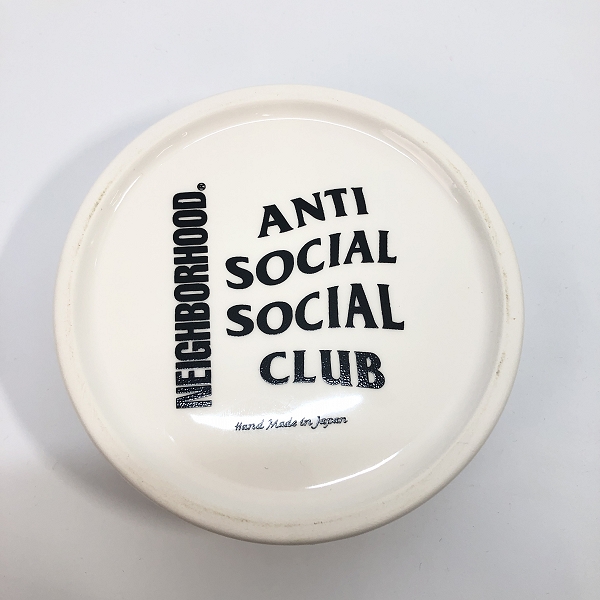 NEIGHBORHOOD®
ANTI
SOCIAL
SOCIAL
CLUB
Hand Made in Japan